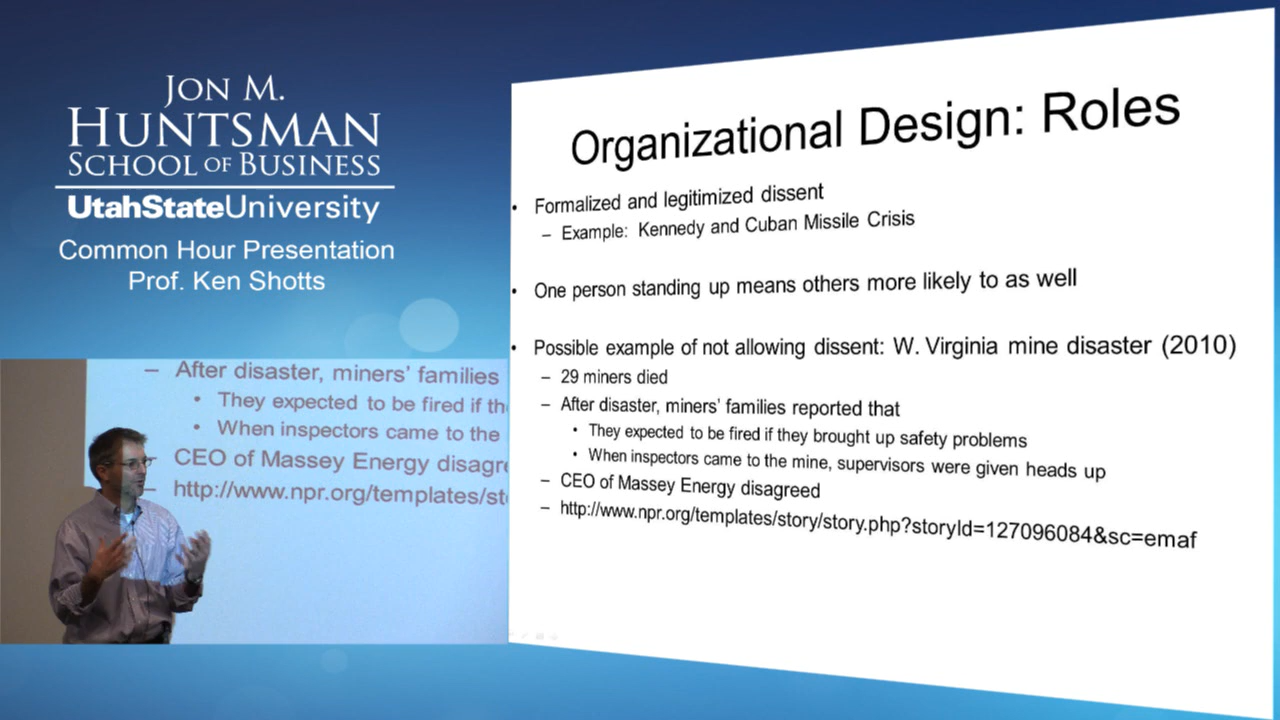 JON M.
HUNTSMAN
SCHOOL OF BUSINESS
UtahStateUniversity
Common Hour Presentation
Prof. Ken Shotts
– After disaster, miners' families
• They expected to be fired if th
• When inspectors came to the
CEO of Massey Energy disagre
http://www.npr.org/templates/st
Organizational Design: Roles
• Formalized and legitimized dissent
– Example: Kennedy and Cuban Missile Crisis
• One person standing up means others more likely to as well
• Possible example of not allowing dissent: W. Virginia mine disaster (2010)
– 29 miners died
– After disaster, miners' families reported that
• They expected to be fired if they brought up safety problems
• When inspectors came to the mine, supervisors were given heads up
– CEO of Massey Energy disagreed
– http://www.npr.org/templates/story/story.php?storyId=127096084&sc=emaf